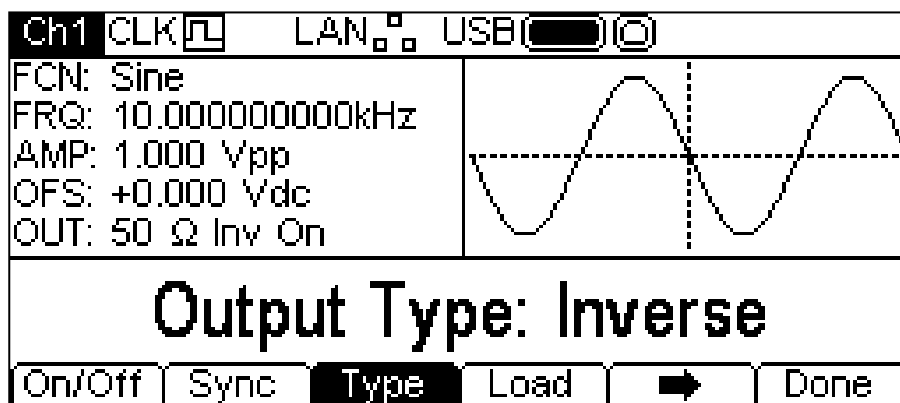 Ch1 CLK LAN USB
FCN: Sine
FRQ: 10.000000000kHz
AMP: 1.000 Vpp
OFS: +0.000 Vdc
OUT: 50 Ω Inv On
Output Type: Inverse
On/Off Sync Type Load Done